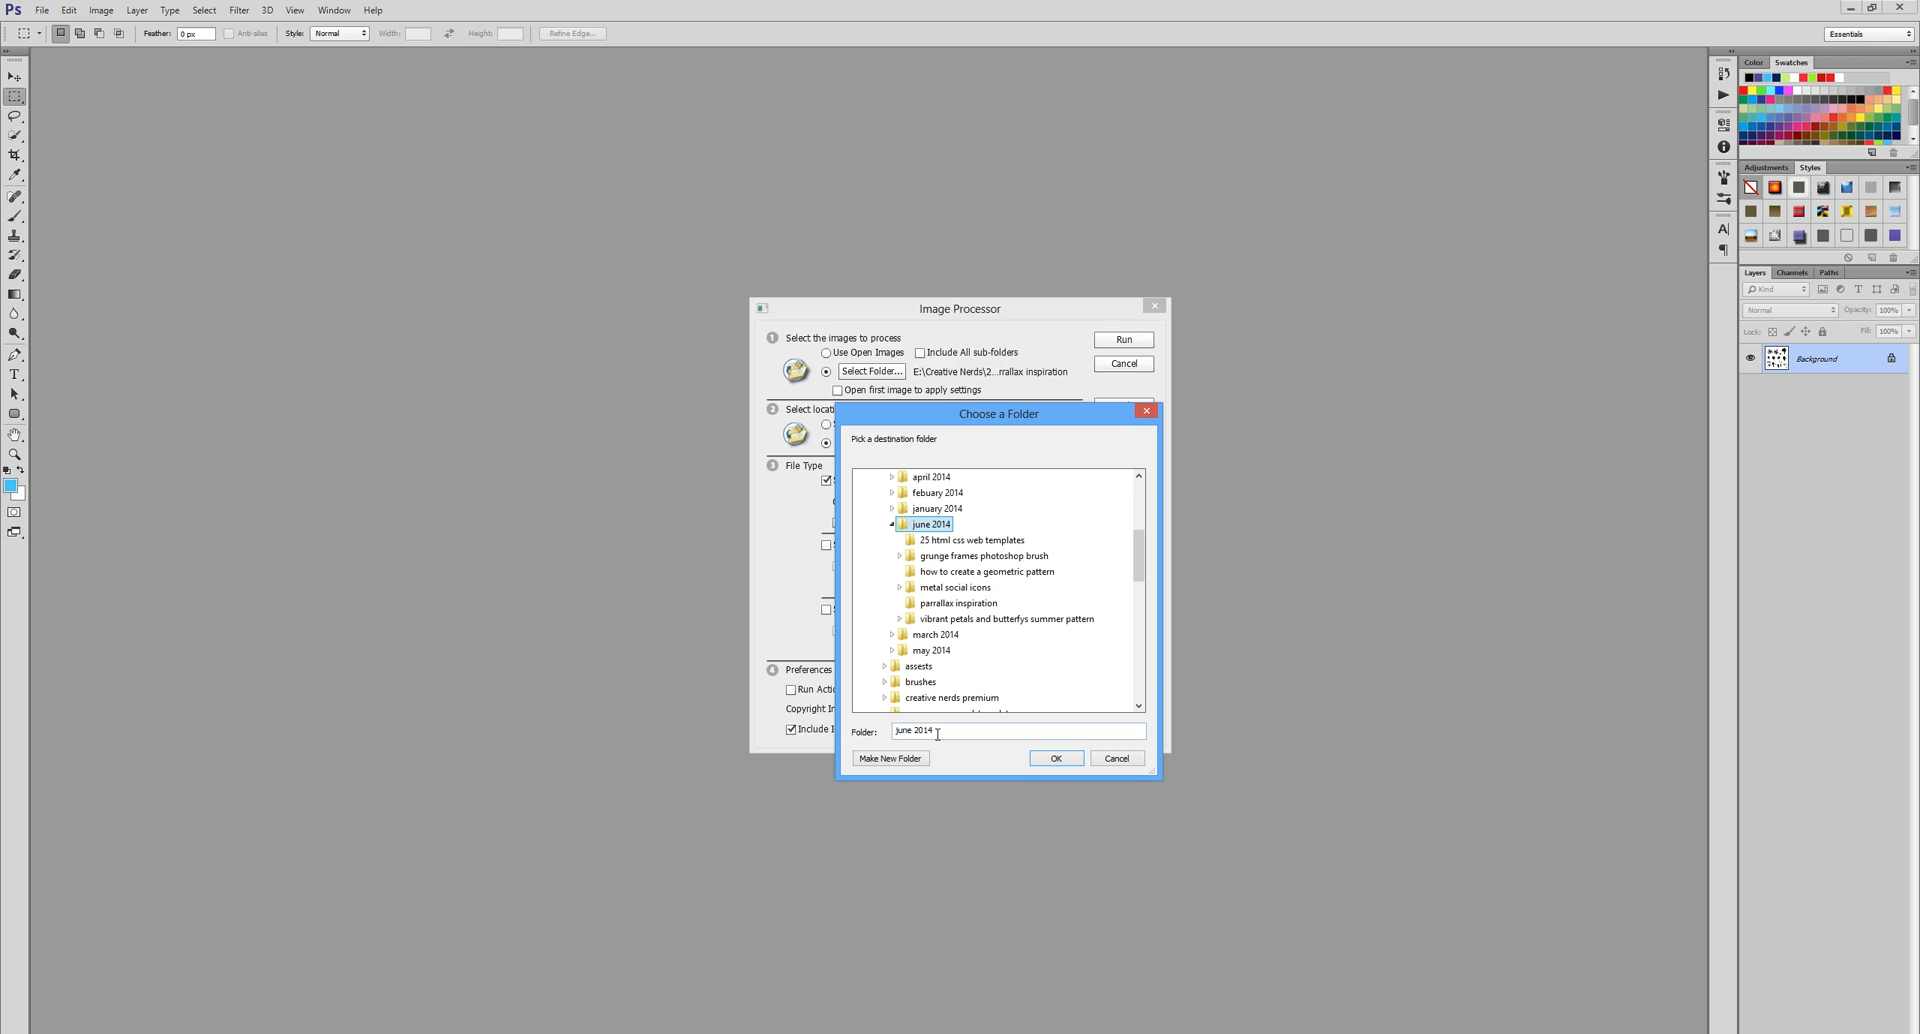 Ps File Edit Image Layer Type Select Filter 3D View Window Help
Feather: 0 px Anti-alias Style: Normal Width: Height: Refine Edge... Essentials
Color Swatches
Adjustments Styles
Layers Channels Paths
Kind
Normal Opacity: 100%
Lock: Fill: 100%
Background
Image Processor
1 Select the images to process
Run
Use Open Images Include All sub-folders
Cancel
Select Folder... E:\Creative Nerds\2...rrallax inspiration
Open first image to apply settings
2 Select locati
3 File Type
4 Preferences
Run Actio
Copyright In
Include I
Choose a Folder
Pick a destination folder
april 2014
febuary 2014
january 2014
june 2014
25 html css web templates
grunge frames photoshop brush
how to create a geometric pattern
metal social icons
parrallax inspiration
vibrant petals and butterfys summer pattern
march 2014
may 2014
assests
brushes
creative nerds premium
Folder: june 2014
Make New Folder OK Cancel